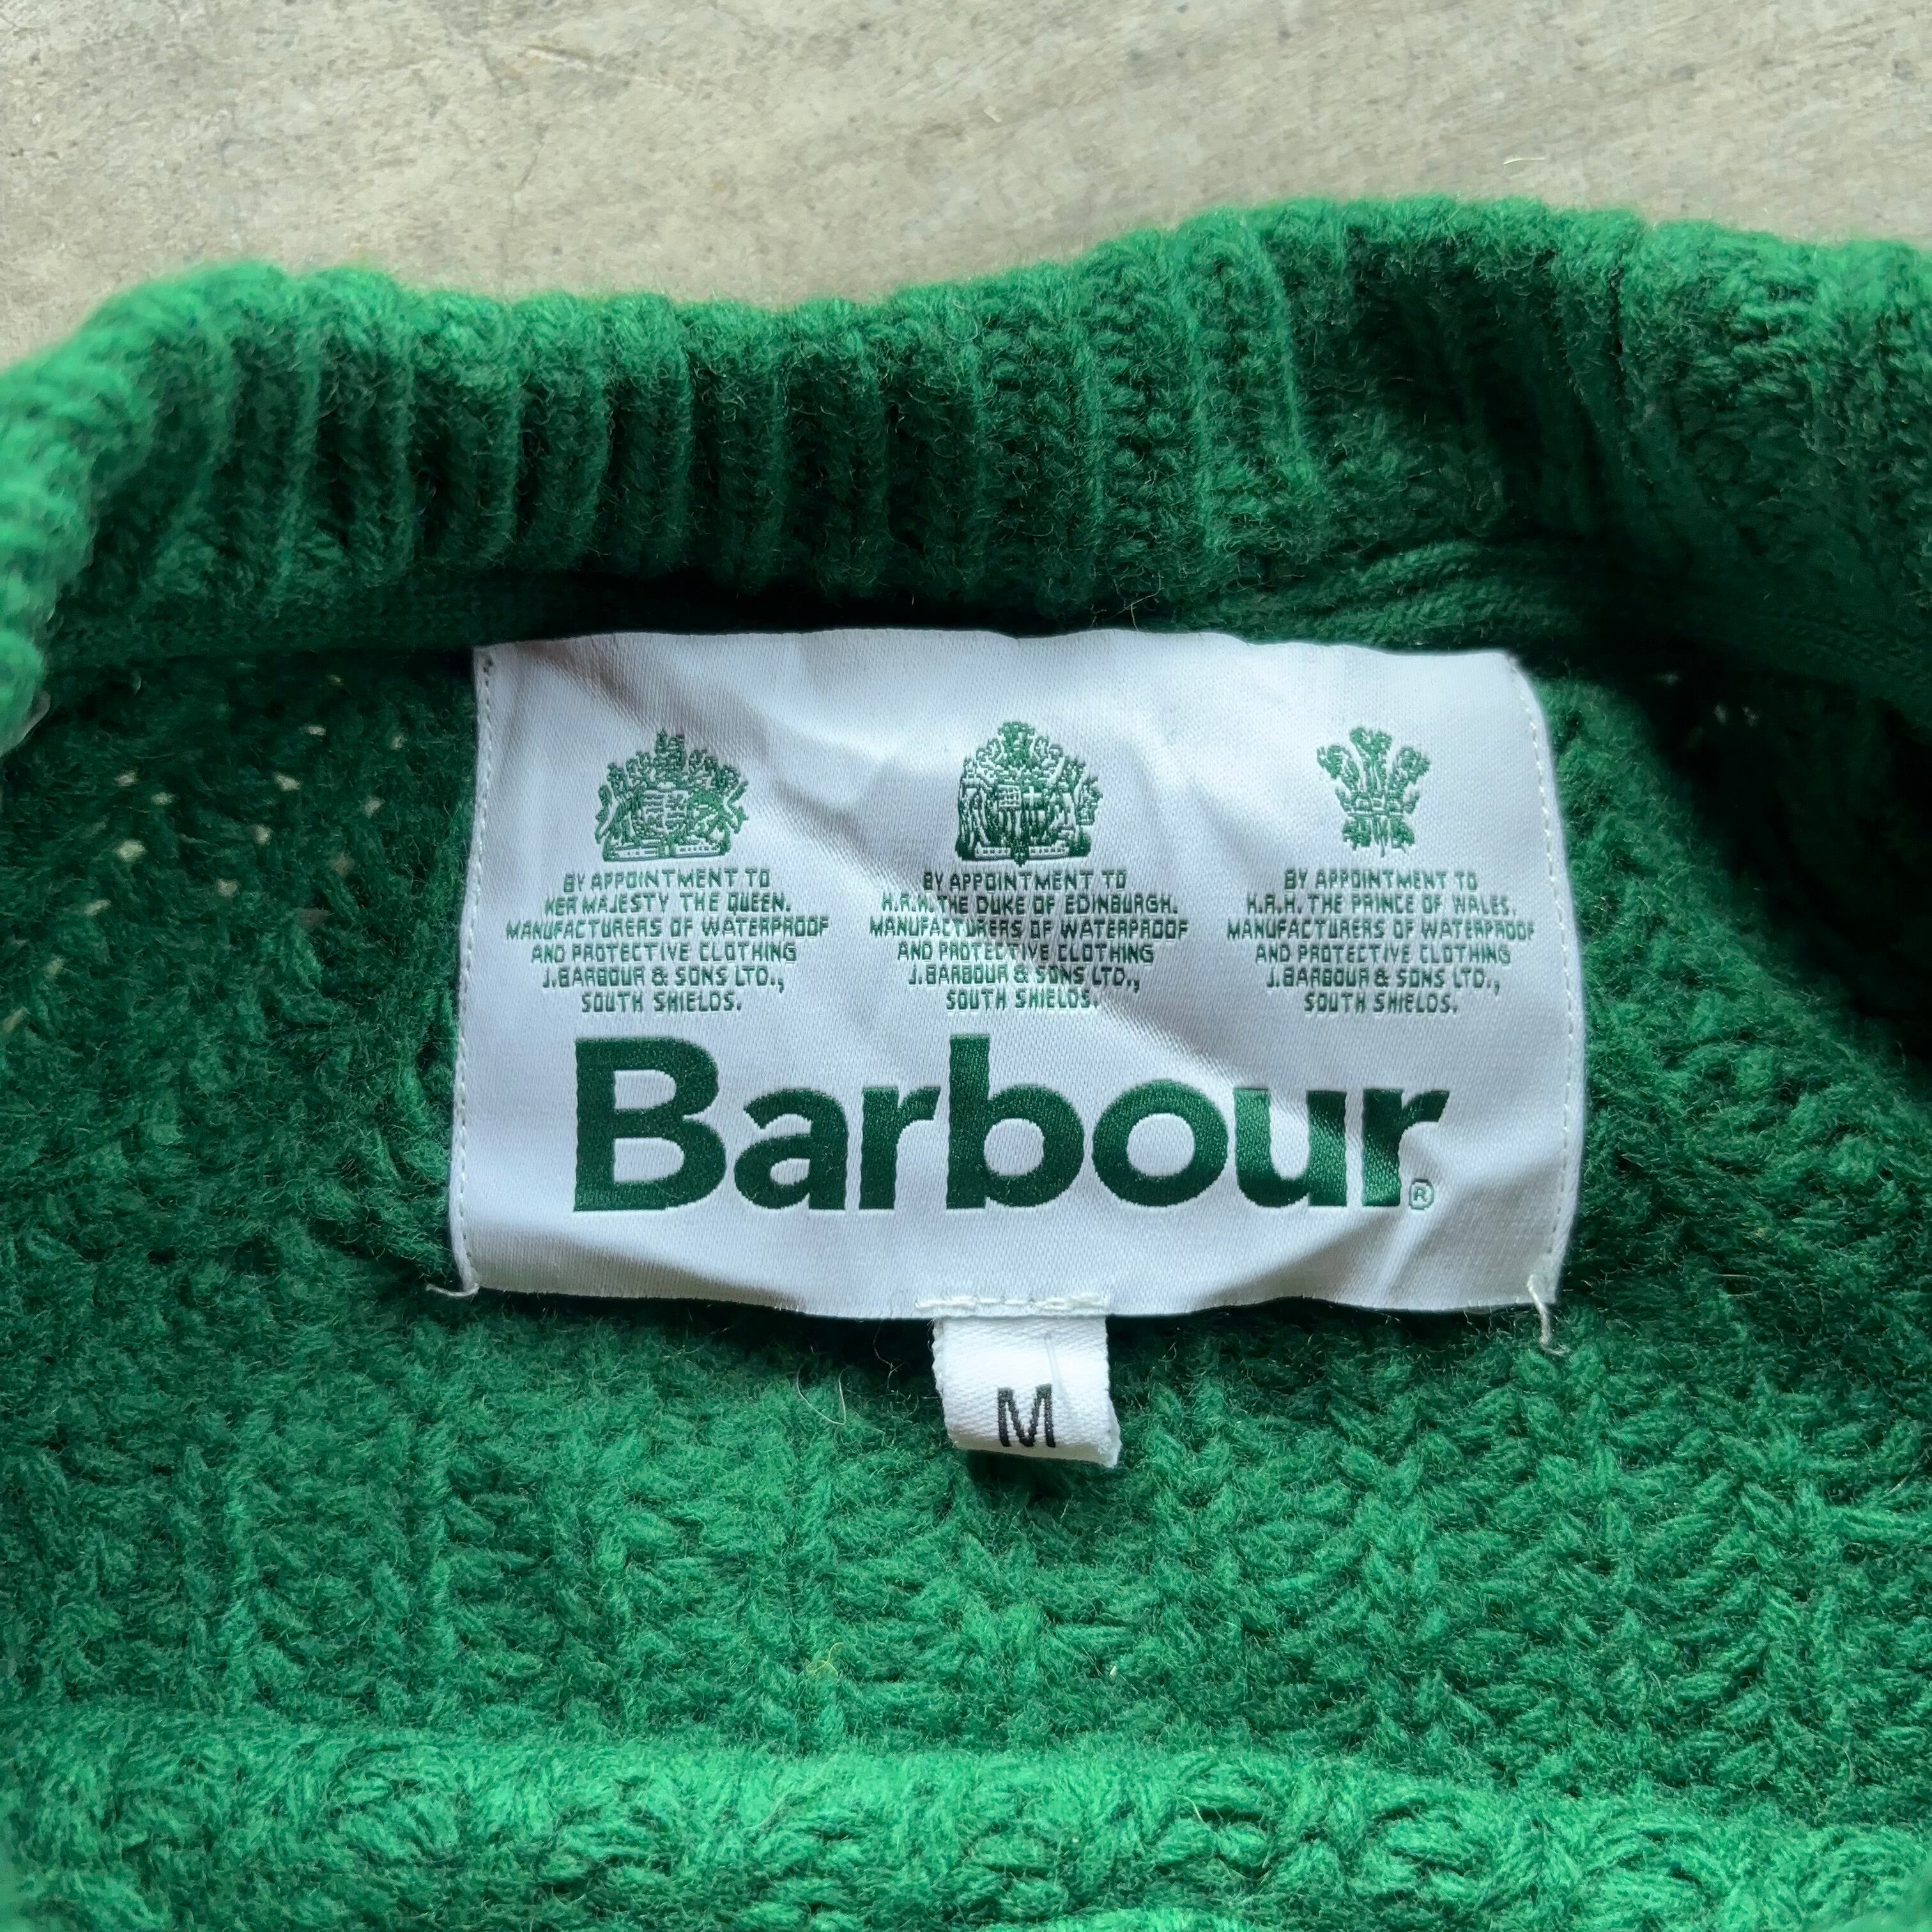 BY APPOINTMENT TO
HER MAJESTY THE QUEEN.
MANUFACTURERS OF WATERPROOF
AND PROTECTIVE CLOTHING
J.BARBOUR & SONS LTD.,
SOUTH SHIELDS.
BY APPOINTMENT TO
H.R.H. THE DUKE OF EDINBURGH.
MANUFACTURERS OF WATERPROOF
AND PROTECTIVE CLOTHING
J.BARBOUR & SONS LTD.,
SOUTH SHIELDS.
BY APPOINTMENT TO
H.R.H. THE PRINCE OF WALES.
MANUFACTURERS OF WATERPROOF
AND PROTECTIVE CLOTHING
J.BARBOUR & SONS LTD.,
SOUTH SHIELDS.
Barbour®
M